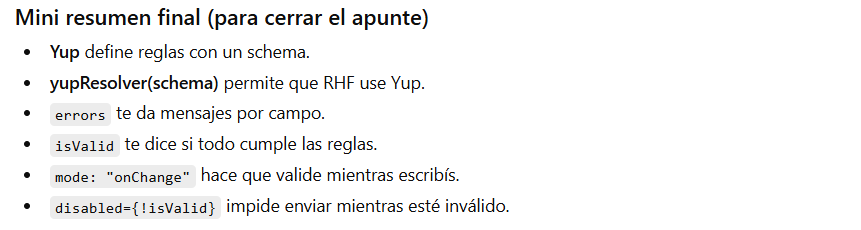 Mini resumen final (para cerrar el apunte)
• Yup define reglas con un schema.
• yupResolver(schema) permite que RHF use Yup.
• errors te da mensajes por campo.
• isValid te dice si todo cumple las reglas.
• mode: "onChange" hace que valide mientras escribís.
• disabled={!isValid} impide enviar mientras esté inválido.